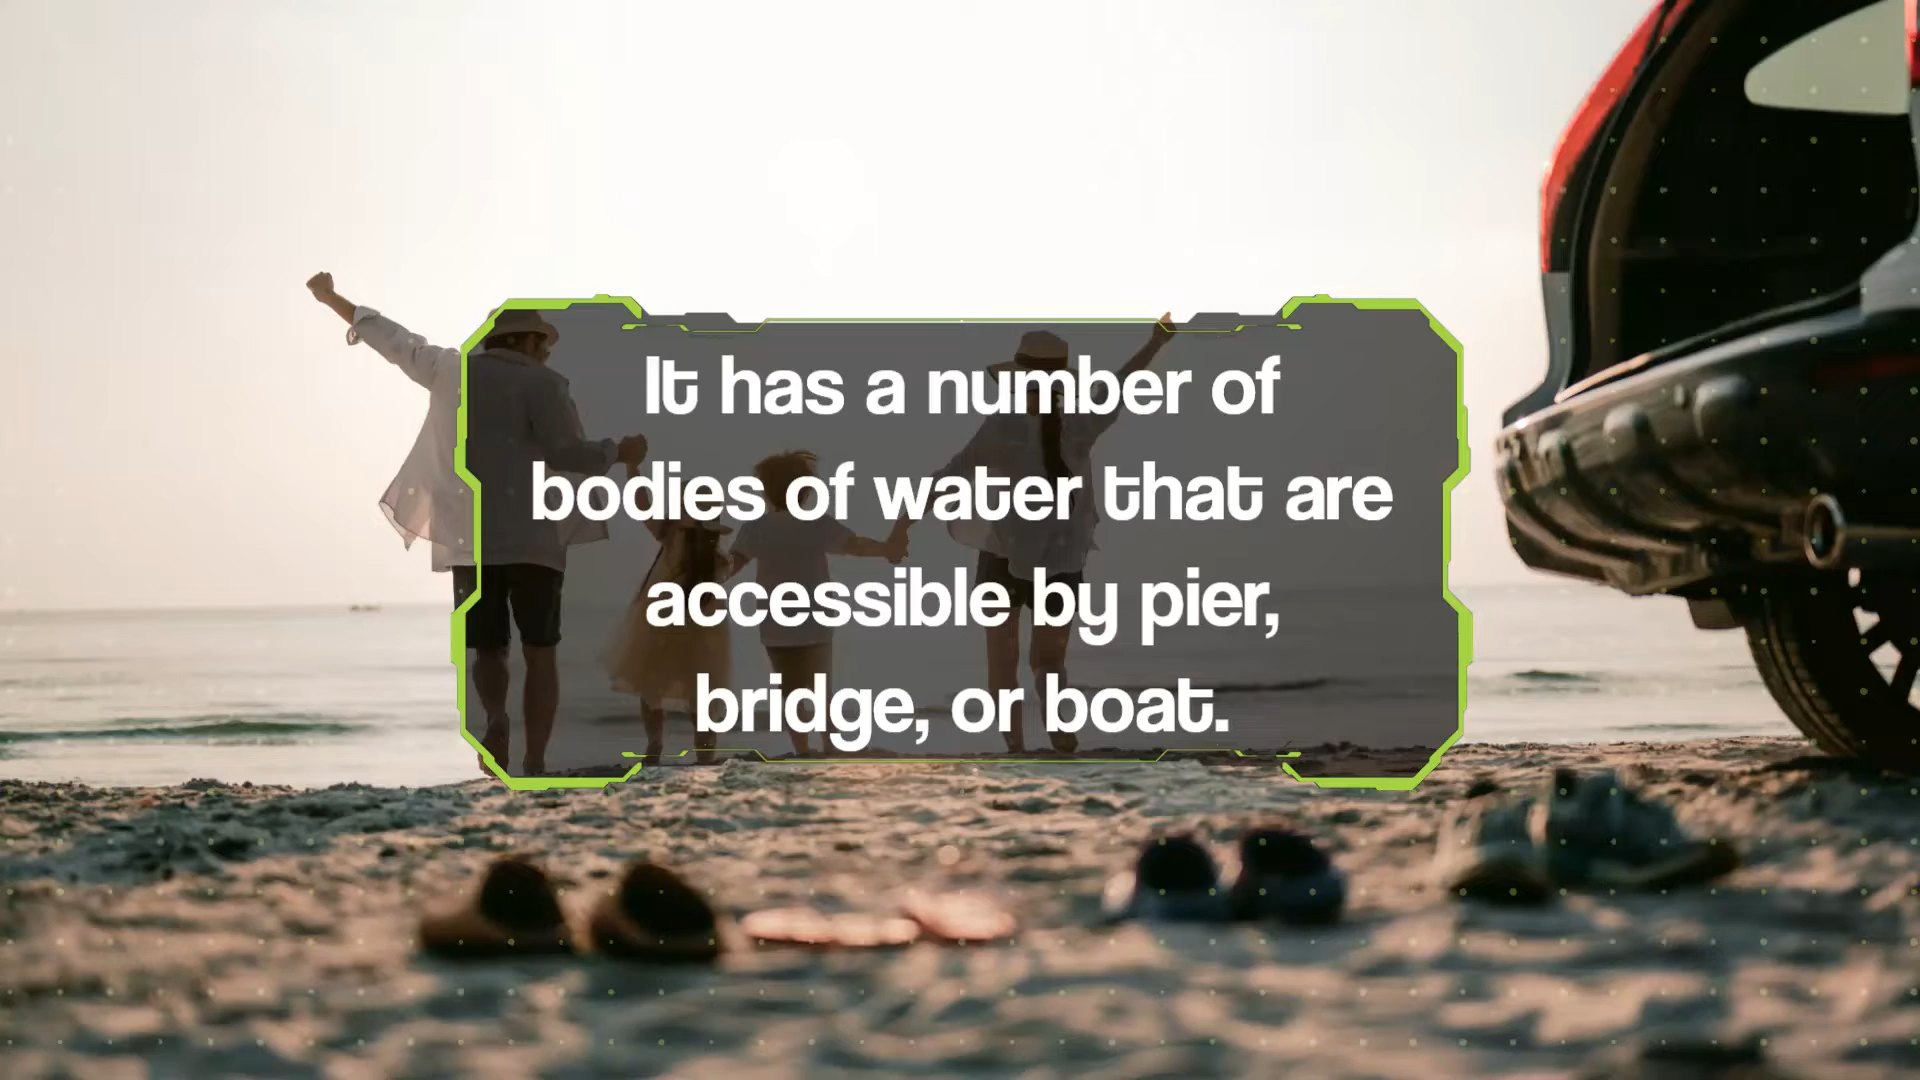 It has a number of
bodies of water that are
accessible by pier,
bridge, or boat.